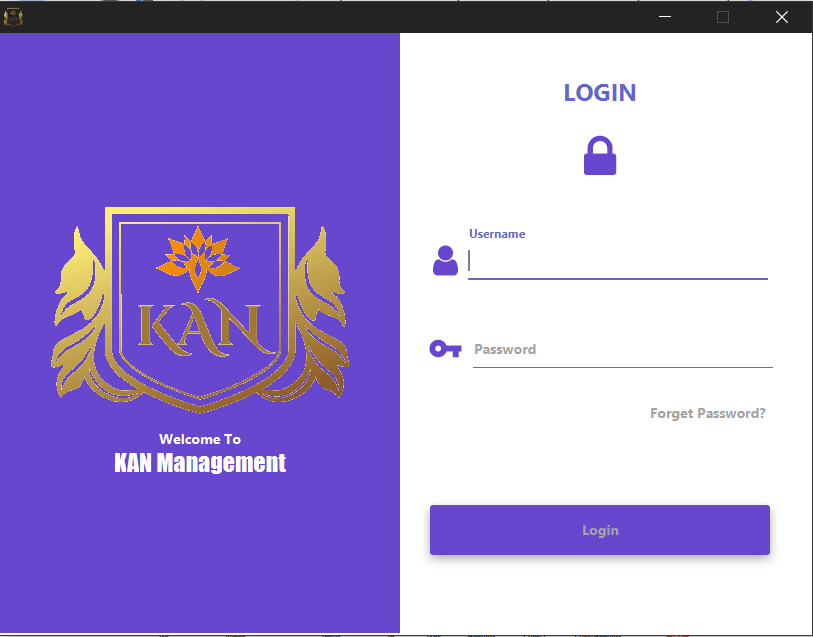 KAN
Welcome To
KAN Management
LOGIN
Username
Password
Forget Password?
Login